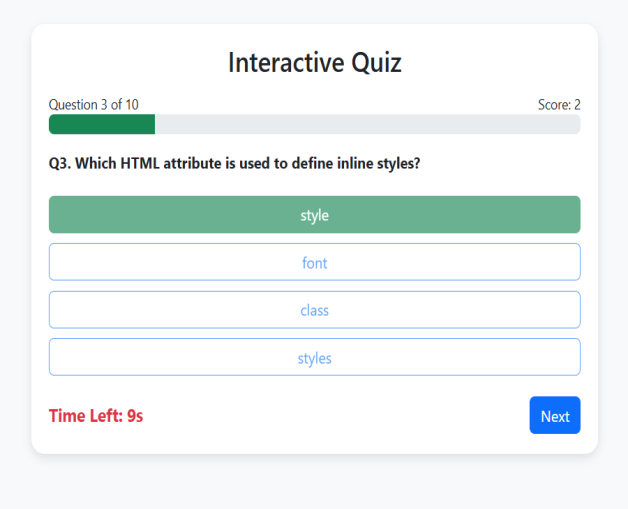 Interactive Quiz
Question 3 of 10 Score: 2
Q3. Which HTML attribute is used to define inline styles?
style
font
class
styles
Time Left: 9s Next